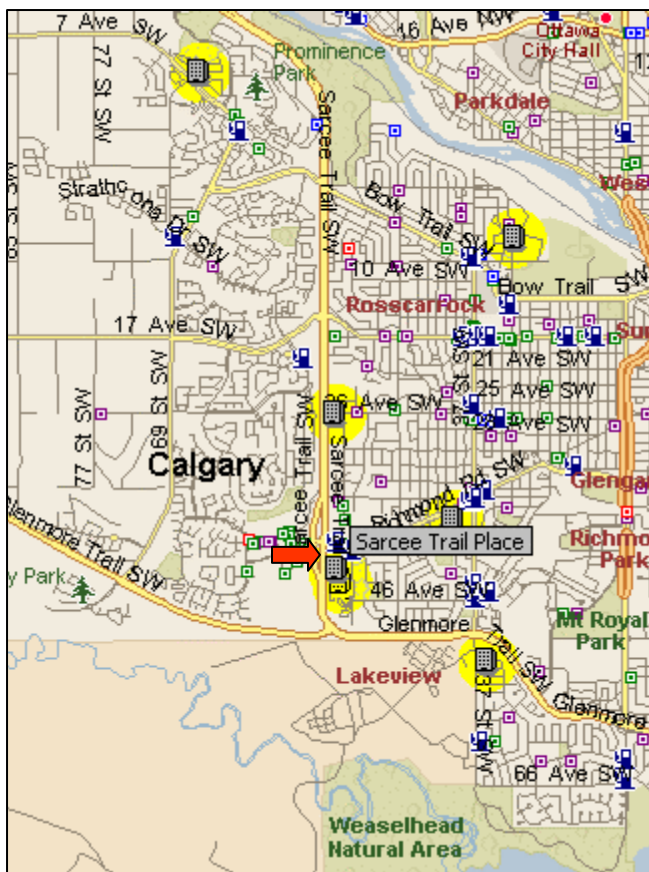 7 Ave SW
16 Ave NW
Ottawa
City Hall
77 St SW
Prominence
Park
Parkdale
Sarcee Trail SW
Strathcona Dr SW
Bow Trail SW
10 Ave SW
Bow Trail SW
Rosscarrock
17 Ave SW
21 Ave SW
25 Ave SW
69 St SW
77 St SW
Sarcee Trail SW
Calgary
Richmond Rd SW
Glenmore Trail SW
Sarcee Trail Place
Richmo
Park
y Park
46 Ave SW
Glenmore Trail SW
Glenmore
Mt Royal
Park
Lakeview
37 St SW
66 Ave SW
Weaselhead
Natural Area